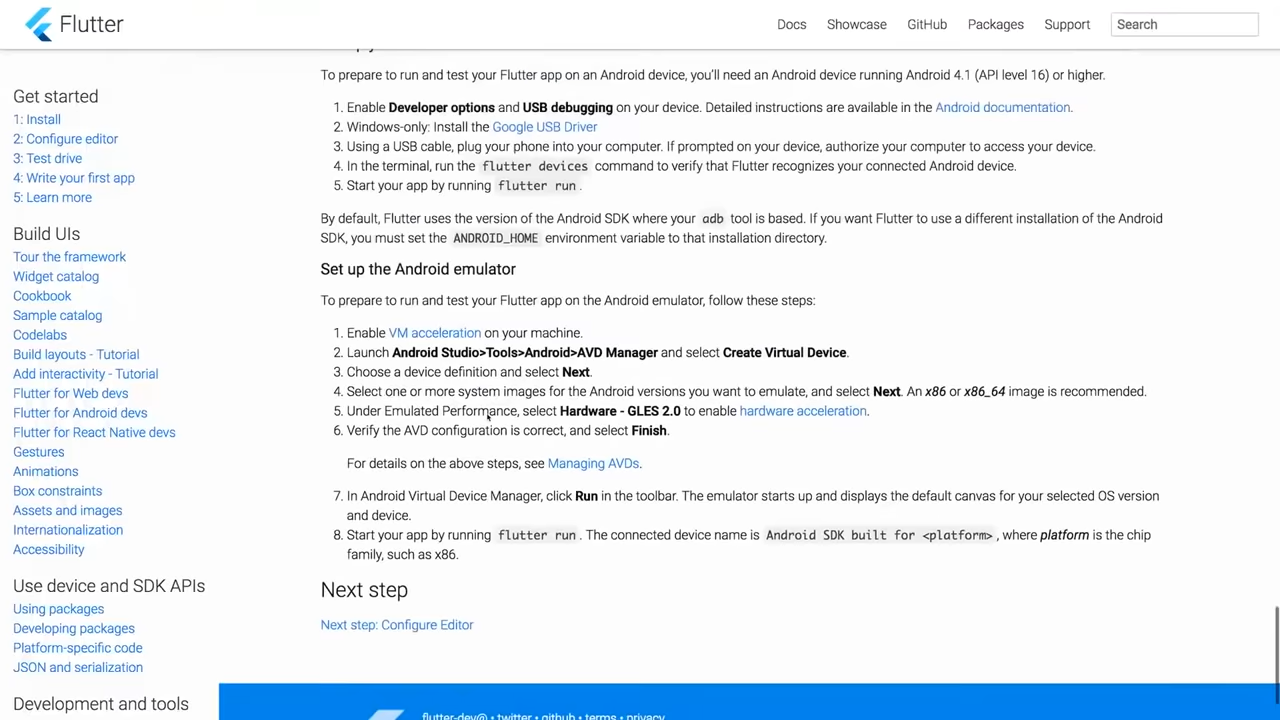 Flutter
Docs
Showcase
GitHub
Packages
Support
Search
Get started
1: Install
2: Configure editor
3: Test drive
4: Write your first app
5: Learn more
Build UIs
Tour the framework
Widget catalog
Cookbook
Sample catalog
Codelabs
Build layouts - Tutorial
Add interactivity - Tutorial
Flutter for Web devs
Flutter for Android devs
Flutter for React Native devs
Gestures
Animations
Box constraints
Assets and images
Internationalization
Accessibility
Use device and SDK APIs
Using packages
Developing packages
Platform-specific code
JSON and serialization
Development and tools
To prepare to run and test your Flutter app on an Android device, you'll need an Android device running Android 4.1 (API level 16) or higher.
1. Enable Developer options and USB debugging on your device. Detailed instructions are available in the Android documentation.
2. Windows-only: Install the Google USB Driver
3. Using a USB cable, plug your phone into your computer. If prompted on your device, authorize your computer to access your device.
4. In the terminal, run the flutter devices command to verify that Flutter recognizes your connected Android device.
5. Start your app by running flutter run.
By default, Flutter uses the version of the Android SDK where your adb tool is based. If you want Flutter to use a different installation of the Android
SDK, you must set the ANDROID_HOME environment variable to that installation directory.
Set up the Android emulator
To prepare to run and test your Flutter app on the Android emulator, follow these steps:
1. Enable VM acceleration on your machine.
2. Launch Android Studio>Tools>Android>AVD Manager and select Create Virtual Device.
3. Choose a device definition and select Next.
4. Select one or more system images for the Android versions you want to emulate, and select Next. An x86 or x86_64 image is recommended.
5. Under Emulated Performance, select Hardware - GLES 2.0 to enable hardware acceleration.
6. Verify the AVD configuration is correct, and select Finish.
For details on the above steps, see Managing AVDs.
7. In Android Virtual Device Manager, click Run in the toolbar. The emulator starts up and displays the default canvas for your selected OS version
and device.
8. Start your app by running flutter run. The connected device name is Android SDK built for <platform>, where platform is the chip
family, such as x86.
Next step
Next step: Configure Editor
flutter-dev@ • twitter • github • terms • privacy